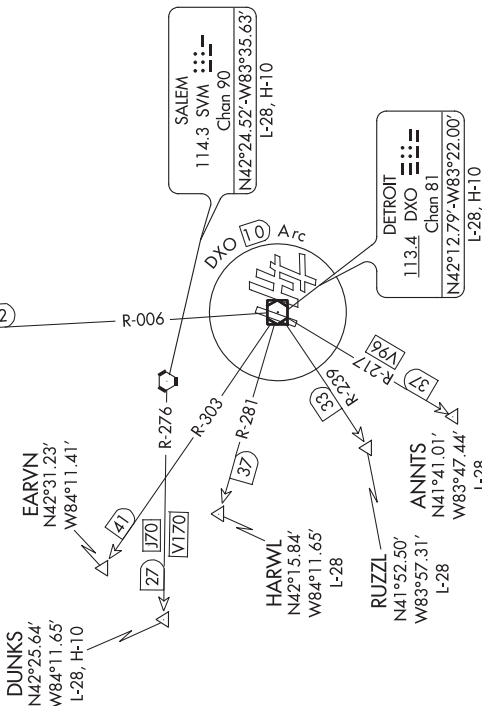 SALEM
114.3 SVM
Chan 90
N42°24.52'-W83°35.63'
L-28, H-10
2
R-006
DXO 10 Arc
DETROIT
113.4 DXO
Chan 81
N42°12.79'-W83°22.00'
L-28, H-10
R-276
R-303
R-281
R-239
R-217
V96
37
33
37
41
J70
27
V170
EARVN
N42°31.23'
W84°11.41'
DUNKS
N42°25.64'
W84°11.65'
L-28, H-10
HARWL
N42°15.84'
W84°11.65'
L-28
RUZZL
N41°52.50'
W83°57.31'
L-28
ANNTS
N41°41.01'
W83°47.44'
L-28